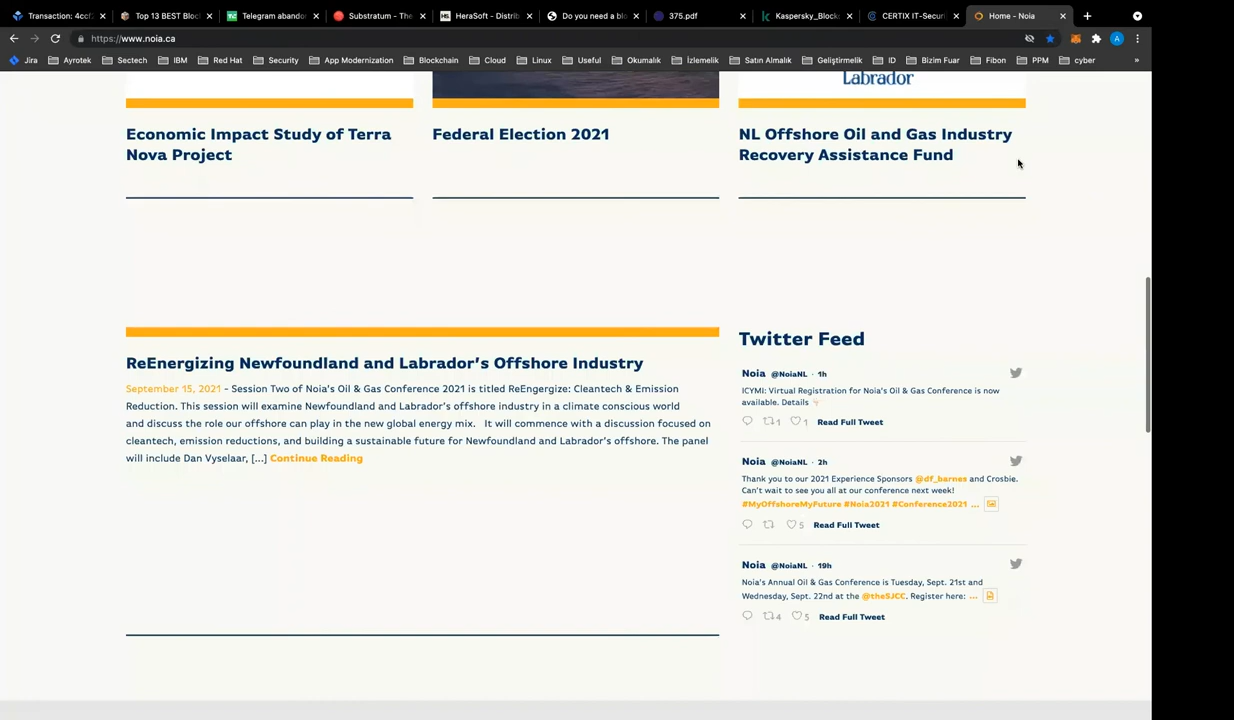 Transaction: 4ccf
Top 13 BEST Bloc
Telegram abando
Substratum - The
HeraSoft - Distrib
Do you need a blo
375.pdf
Kaspersky_Block
CERTIX IT-Securi
Home - Noia
https://www.noia.ca
A
Jira
Ayrotek
Sectech
IBM
Red Hat
Security
App Modernization
Blockchain
Cloud
Linux
Useful
Okumalık
İzlemelik
Satın Almalık
Geliştirmelik
ID
Bizim Fuar
Fibon
PPM
cyber
»
Labrador
Economic Impact Study of Terra
Nova Project
Federal Election 2021
NL Offshore Oil and Gas Industry
Recovery Assistance Fund
ReEnergizing Newfoundland and Labrador's Offshore Industry
September 15, 2021 - Session Two of Noia's Oil & Gas Conference 2021 is titled ReEngergize: Cleantech & Emission
Reduction. This session will examine Newfoundland and Labrador's offshore industry in a climate conscious world
and discuss the role our offshore can play in the new global energy mix. It will commence with a discussion focused on
cleantech, emission reductions, and building a sustainable future for Newfoundland and Labrador's offshore. The panel
will include Dan Vyselaar, [...] Continue Reading
Twitter Feed
Noia @NoiaNL · 1h
ICYMI: Virtual Registration for Noia's Oil & Gas Conference is now
available. Details
1 1 Read Full Tweet
Noia @NoiaNL · 2h
Thank you to our 2021 Experience Sponsors @df_barnes and Crosbie.
Can't wait to see you all at our conference next week!
#MyOffshoreMyFuture #Noia2021 #Conference2021 ...
5 Read Full Tweet
Noia @NoiaNL · 19h
Noia's Annual Oil & Gas Conference is Tuesday, Sept. 21st and
Wednesday, Sept. 22nd at the @theSJCC. Register here: ...
4 5 Read Full Tweet